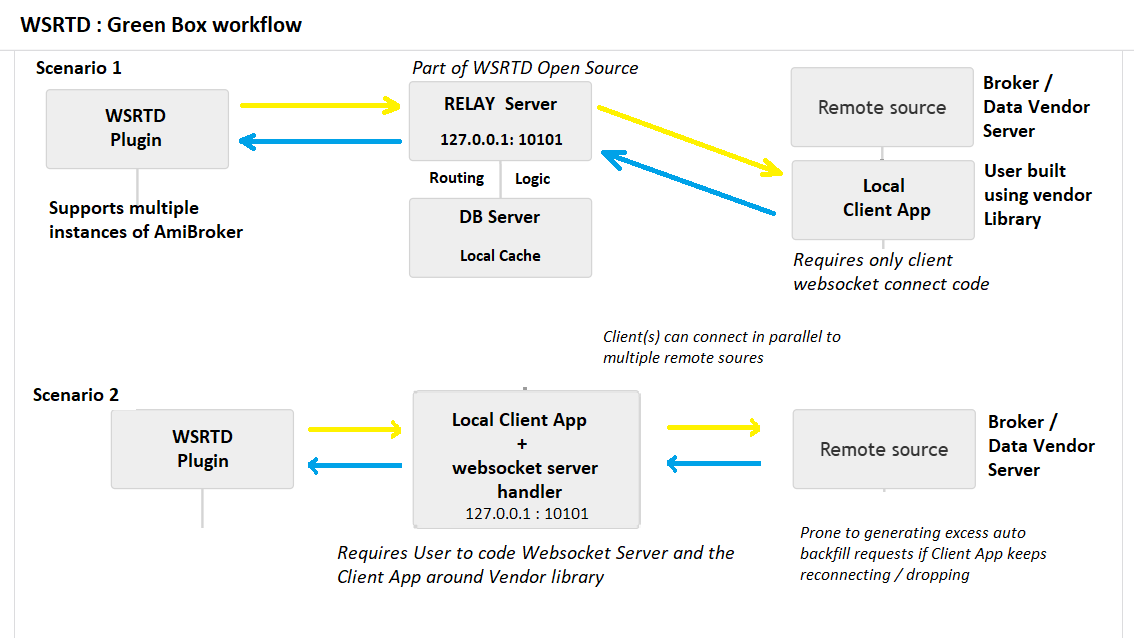 WSRTD : Green Box workflow
Scenario 1
Part of WSRTD Open Source
WSRTD
Plugin
RELAY Server
127.0.0.1: 10101
Remote source
Broker /
Data Vendor
Server
Routing Logic
Local
Client App
User built
using vendor
Library
Supports multiple
instances of AmiBroker
DB Server
Local Cache
Requires only client
websocket connect code
Client(s) can connect in parallel to
multiple remote soures
Scenario 2
WSRTD
Plugin
Local Client App
+
websocket server
handler
127.0.0.1 : 10101
Remote source
Broker /
Data Vendor
Server
Requires User to code Websocket Server and the
Client App around Vendor library
Prone to generating excess auto
backfill requests if Client App keeps
reconnecting / dropping